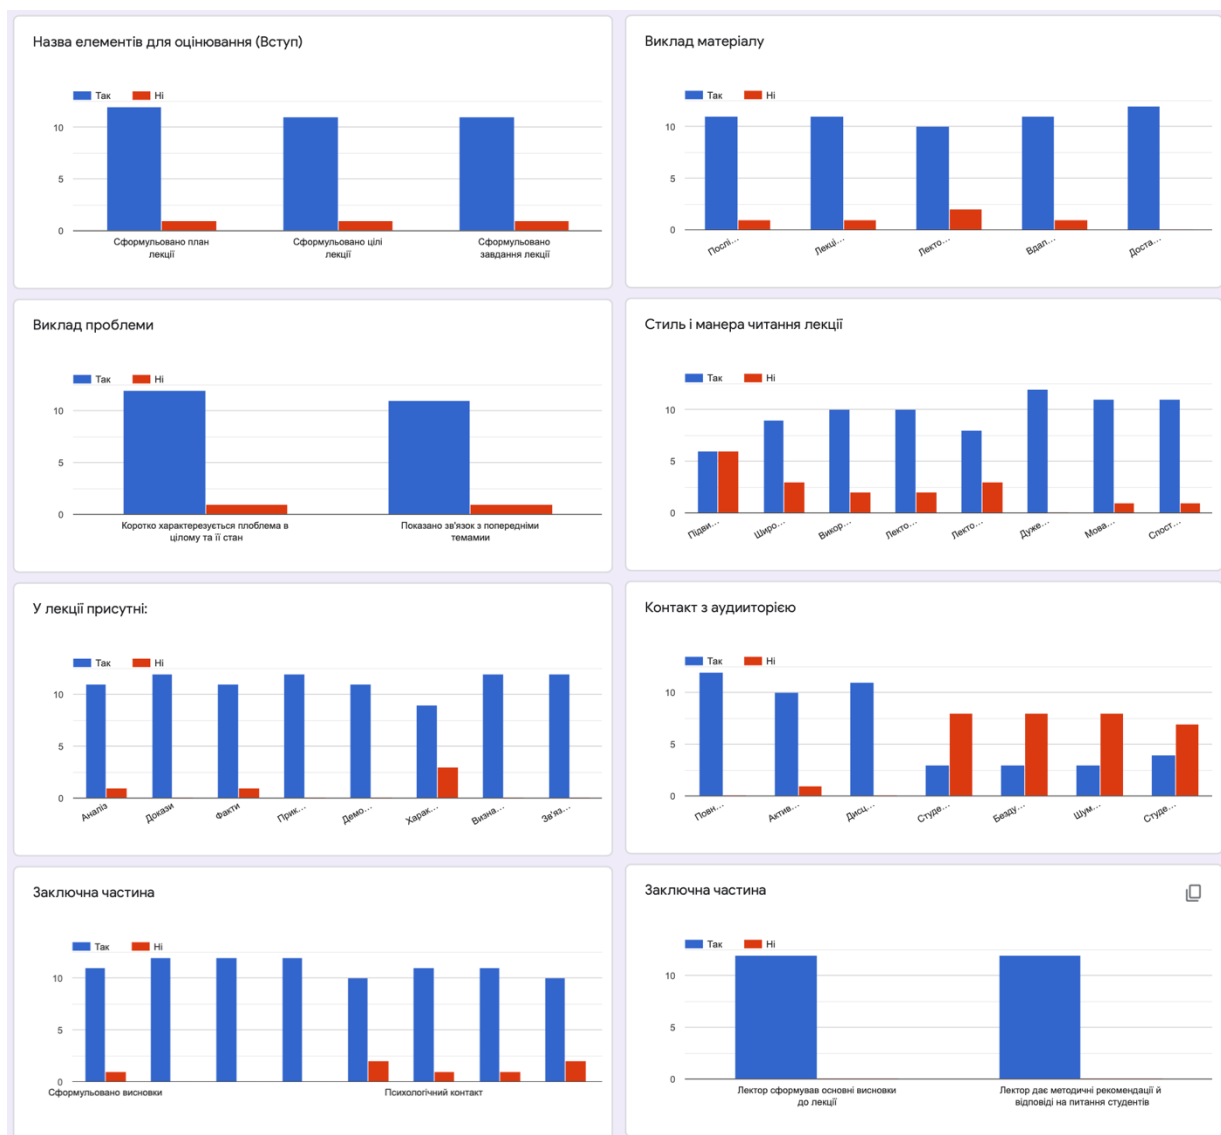 Назва елементів для оцінювання (Вступ)
Так Ні
10
5
0
Сформульовано план
лекції
Сформульовано цілі
лекції
Сформульовано
завдання лекції
Виклад матеріалу
Так Ні
10
5
0
Послі...
Лекці...
Лекто...
Вдал...
Доста...
Виклад проблеми
Так Ні
10
5
0
Коротко характерезується плоблема в
цілому та її стан
Показано зв'язок з попередніми
темамии
Стиль і манера читання лекції
Так Ні
10
5
0
Підви...
Широ...
Викор...
Лекто...
Лекто...
Дуже...
Мова...
Спост...
У лекції присутні:
Так Ні
10
5
0
Аналіз
Докази
Факти
Прик...
Демо...
Харак...
Визна...
Зв'яз...
Контакт з аудииторією
Так Ні
10
5
0
Повн...
Актив...
Дисц...
Студе...
Безду...
Шум...
Студе...
Заключна частина
Так Ні
10
5
0
Сформульовано висновки
Психологічний контакт
Заключна частина
Так Ні
10
5
0
Лектор сформував основні висновки
до лекції
Лектор дає методичні рекомендації й
відповіді на питання студентів